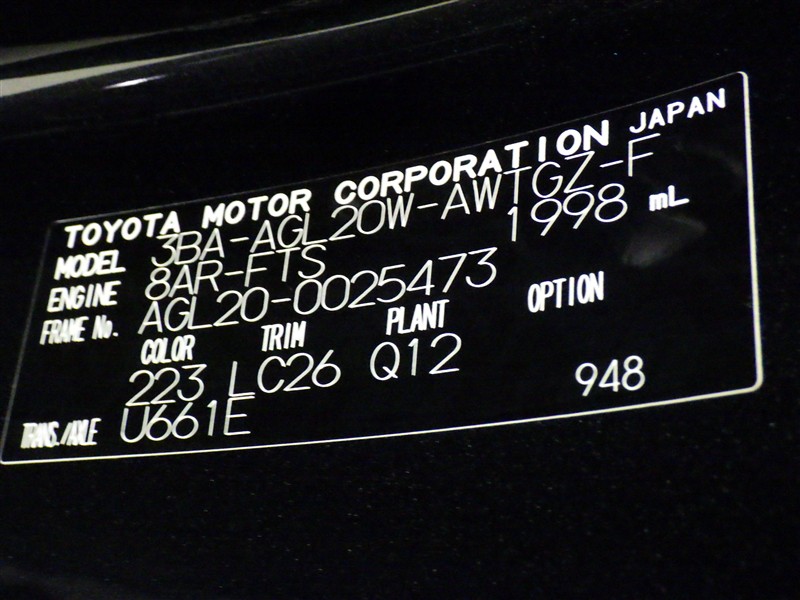 TOYOTA MOTOR CORPORATION JAPAN
MODEL 3BA-AGL20W-AWTGZ-F
ENGINE 8AR-FTS 1998 mL
FRAME No. AGL20-0025473
COLOR TRIM PLANT OPTION
223 LC26 Q12
TRANS./AXLE U661E 948